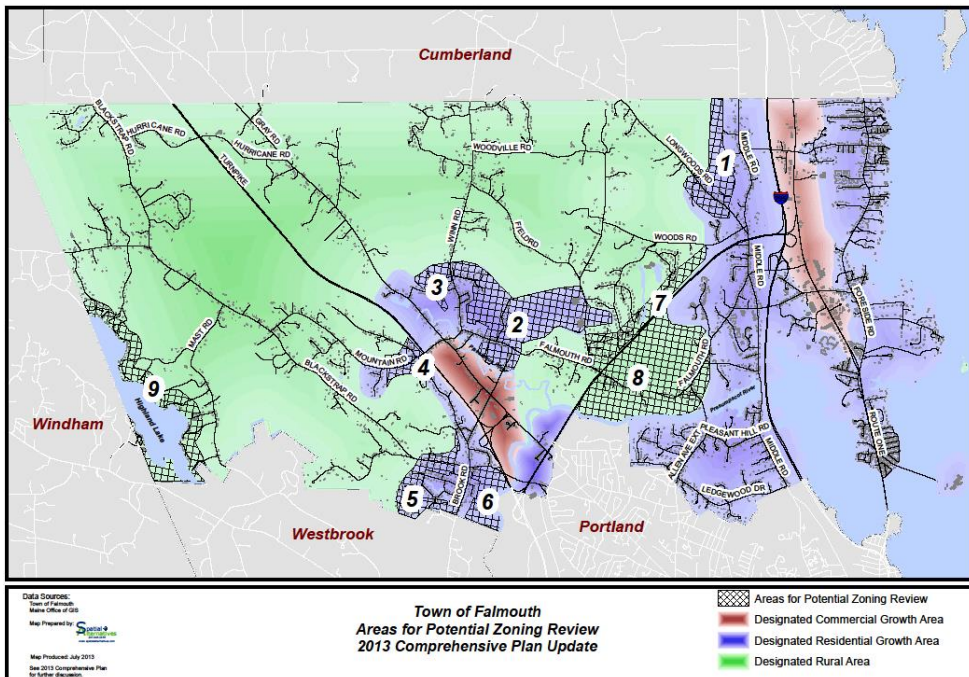 Cumberland
BLACKSTRAP RD
HURRICANE RD
GRAY RD
HURRICANE RD
TURNPIKE
WOODVILLE RD
LONGWOODS RD
MIDDLE RD
1
WINN RD
FIELD RD
WOODS RD
MIDDLE RD
3
2
7
FORESIDE RD
MAST RD
MOUNTAIN RD
4
FALMOUTH RD
8
FALMOUTH RD
BLACKSTRAP RD
9
Highland Lake
Windham
Presumpscot River
PLEASANT HILL RD
ALLEN AVE EXT
MIDDLE RD
ROUTE ONE
LEDGEWOOD DR
BROOK RD
5
6
Westbrook
Portland
Data Sources:
Town of Falmouth
Maine Office of GIS
Map Prepared by:
Spatial
Alternatives
Map Produced: July 2013
See 2013 Comprehensive Plan
for further discussion.
Town of Falmouth
Areas for Potential Zoning Review
2013 Comprehensive Plan Update
Areas for Potential Zoning Review
Designated Commercial Growth Area
Designated Residential Growth Area
Designated Rural Area